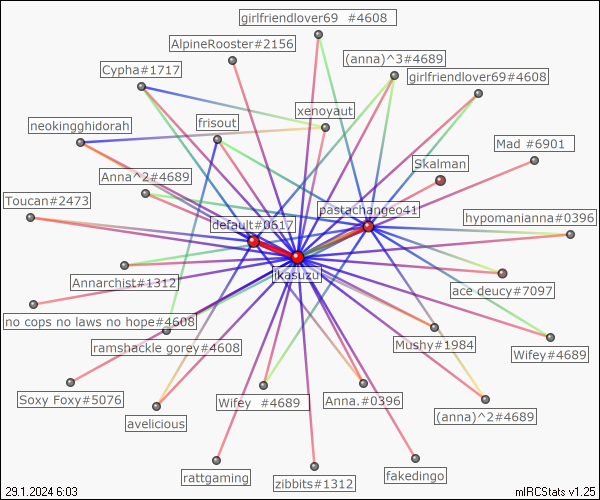 girlfriendlover69  #4608
AlpineRooster#2156
(anna)^3#4689
Cypha#1717
girlfriendlover69#4608
xenoyaut
neokingghidorah
frisout
Mad #6901
Skalman
Anna^2#4689
Toucan#2473
pastachangeo41
hypomanianna#0396
default#0617
jkasuzu
Annarchist#1312
ace deucy#7097
no cops no laws no hope#4608
ramshackle gorey#4608
Mushy#1984
Wifey#4689
Soxy Foxy#5076
Wifey  #4689
Anna.#0396
(anna)^2#4689
avelicious
rattgaming
zibbits#1312
fakedingo
29.1.2024 6:03
mIRCStats v1.25